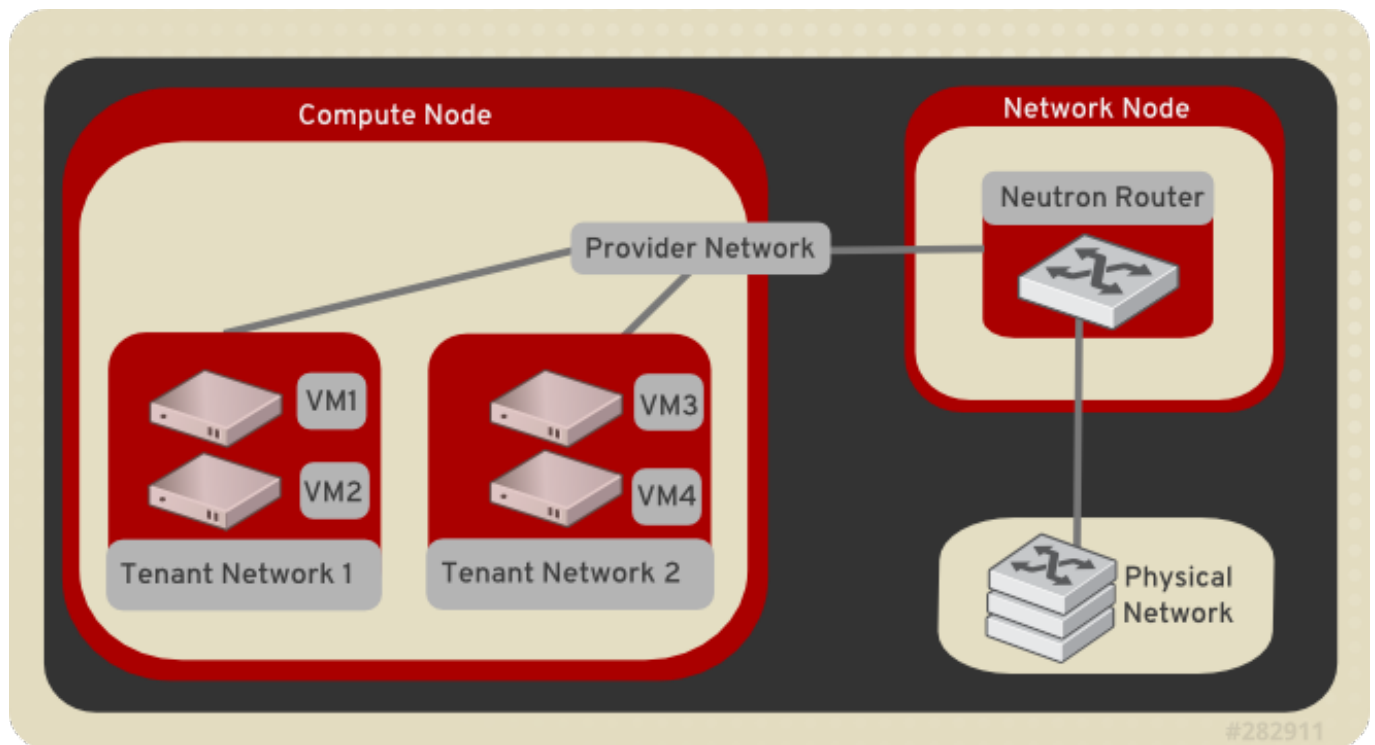 Compute Node
Network Node
Neutron Router
Provider Network
VM1
VM3
VM2
VM4
Tenant Network 1
Tenant Network 2
Physical
Network
#282911